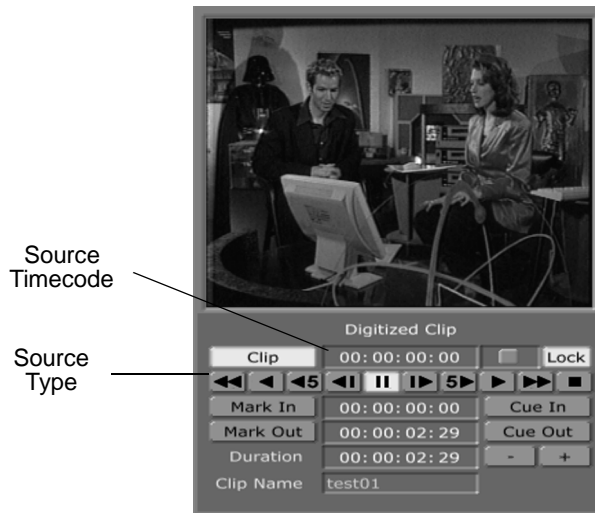 Source
Timecode
Source
Type
Digitized Clip
Clip 00:00:00:00 Lock
5 5
Mark In 00:00:00:00 Cue In
Mark Out 00:00:02:29 Cue Out
Duration 00:00:02:29 - +
Clip Name test01